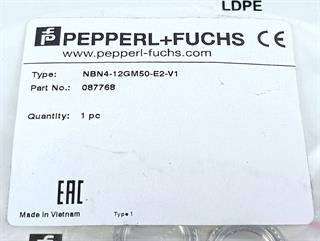 LDPE
PEPPERL+FUCHS CE
www.pepperl-fuchs.com
Type: NBN4-12GM50-E2-V1
Part No.: 087768
Quantity: 1 pc
EAC
Made in Vietnam Type 1